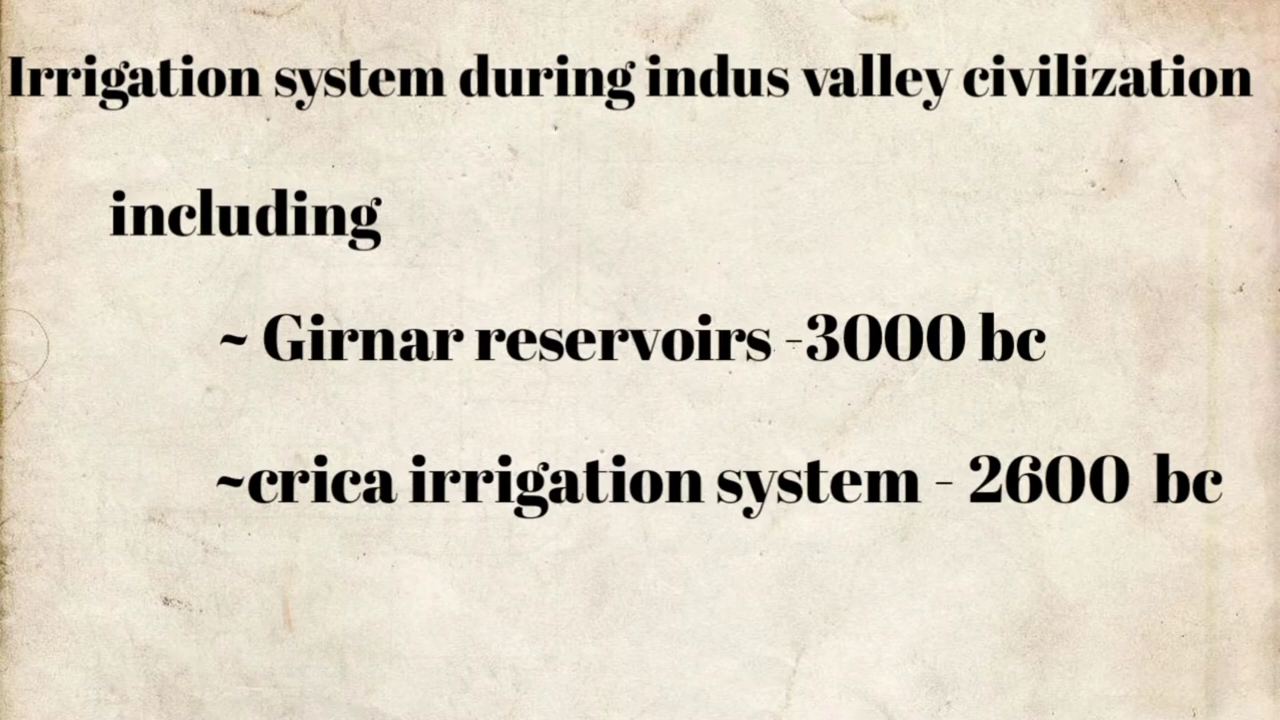 Irrigation system during indus valley civilization
including
~ Girnar reservoirs -3000 bc
~crica irrigation system - 2600 bc